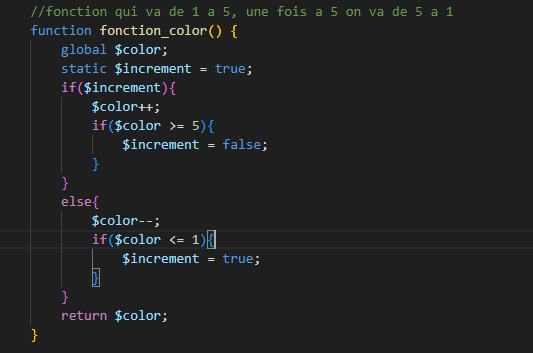 //fonction qui va de 1 a 5, une fois a 5 on va de 5 a 1
function fonction_color() {
    global $color;
    static $increment = true;
    if($increment){
        $color++;
        if($color >= 5){
            $increment = false;
        }
    }
    else{
        $color--;
        if($color <= 1){
            $increment = true;
        }
    }
    return $color;
}